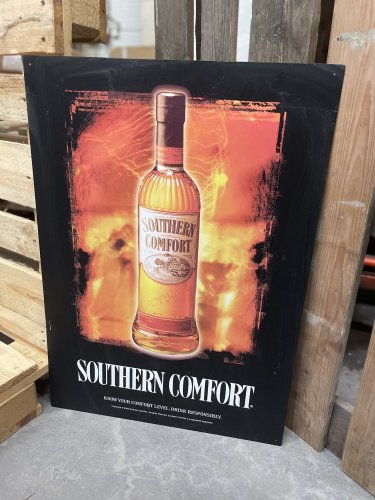 SOUTHERN
COMFORT
SOUTHERN COMFORT®
KNOW YOUR COMFORT LEVEL. DRINK RESPONSIBLY.